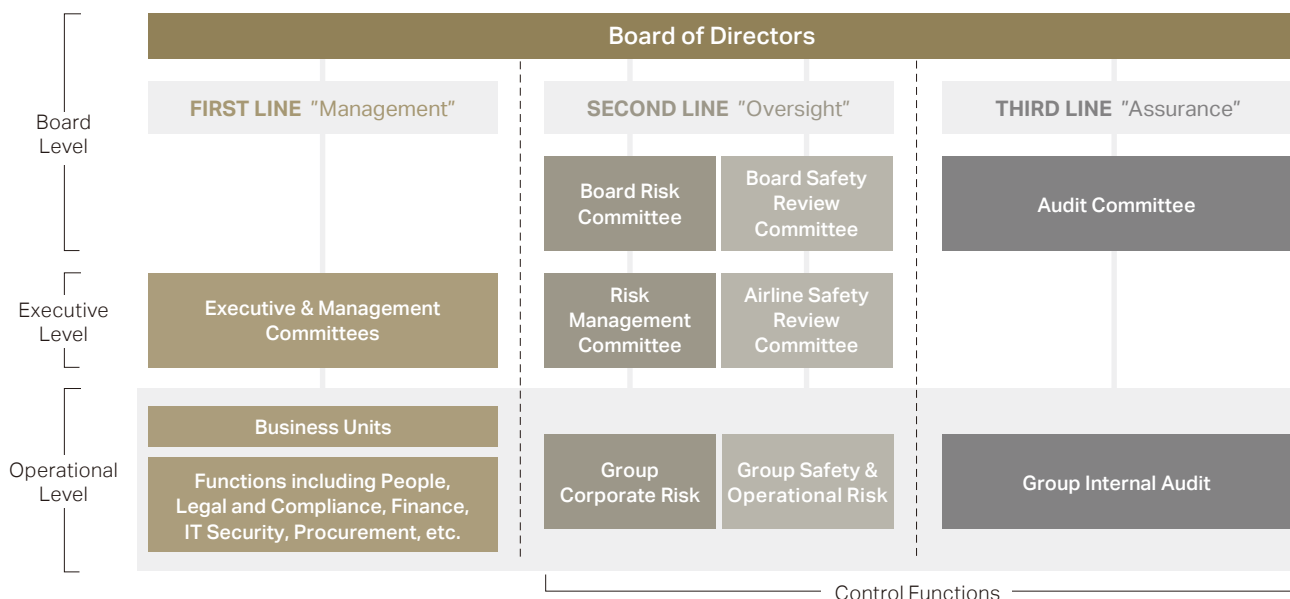 Board of Directors
FIRST LINE "Management"
SECOND LINE "Oversight"
THIRD LINE "Assurance"
Board
Level
Board Risk
Committee
Board Safety
Review
Committee
Audit Committee
Executive
Level
Executive & Management
Committees
Risk
Management
Committee
Airline Safety
Review
Committee
Operational
Level
Business Units
Functions including People,
Legal and Compliance, Finance,
IT Security, Procurement, etc.
Group
Corporate Risk
Group Safety &
Operational Risk
Group Internal Audit
Control Functions